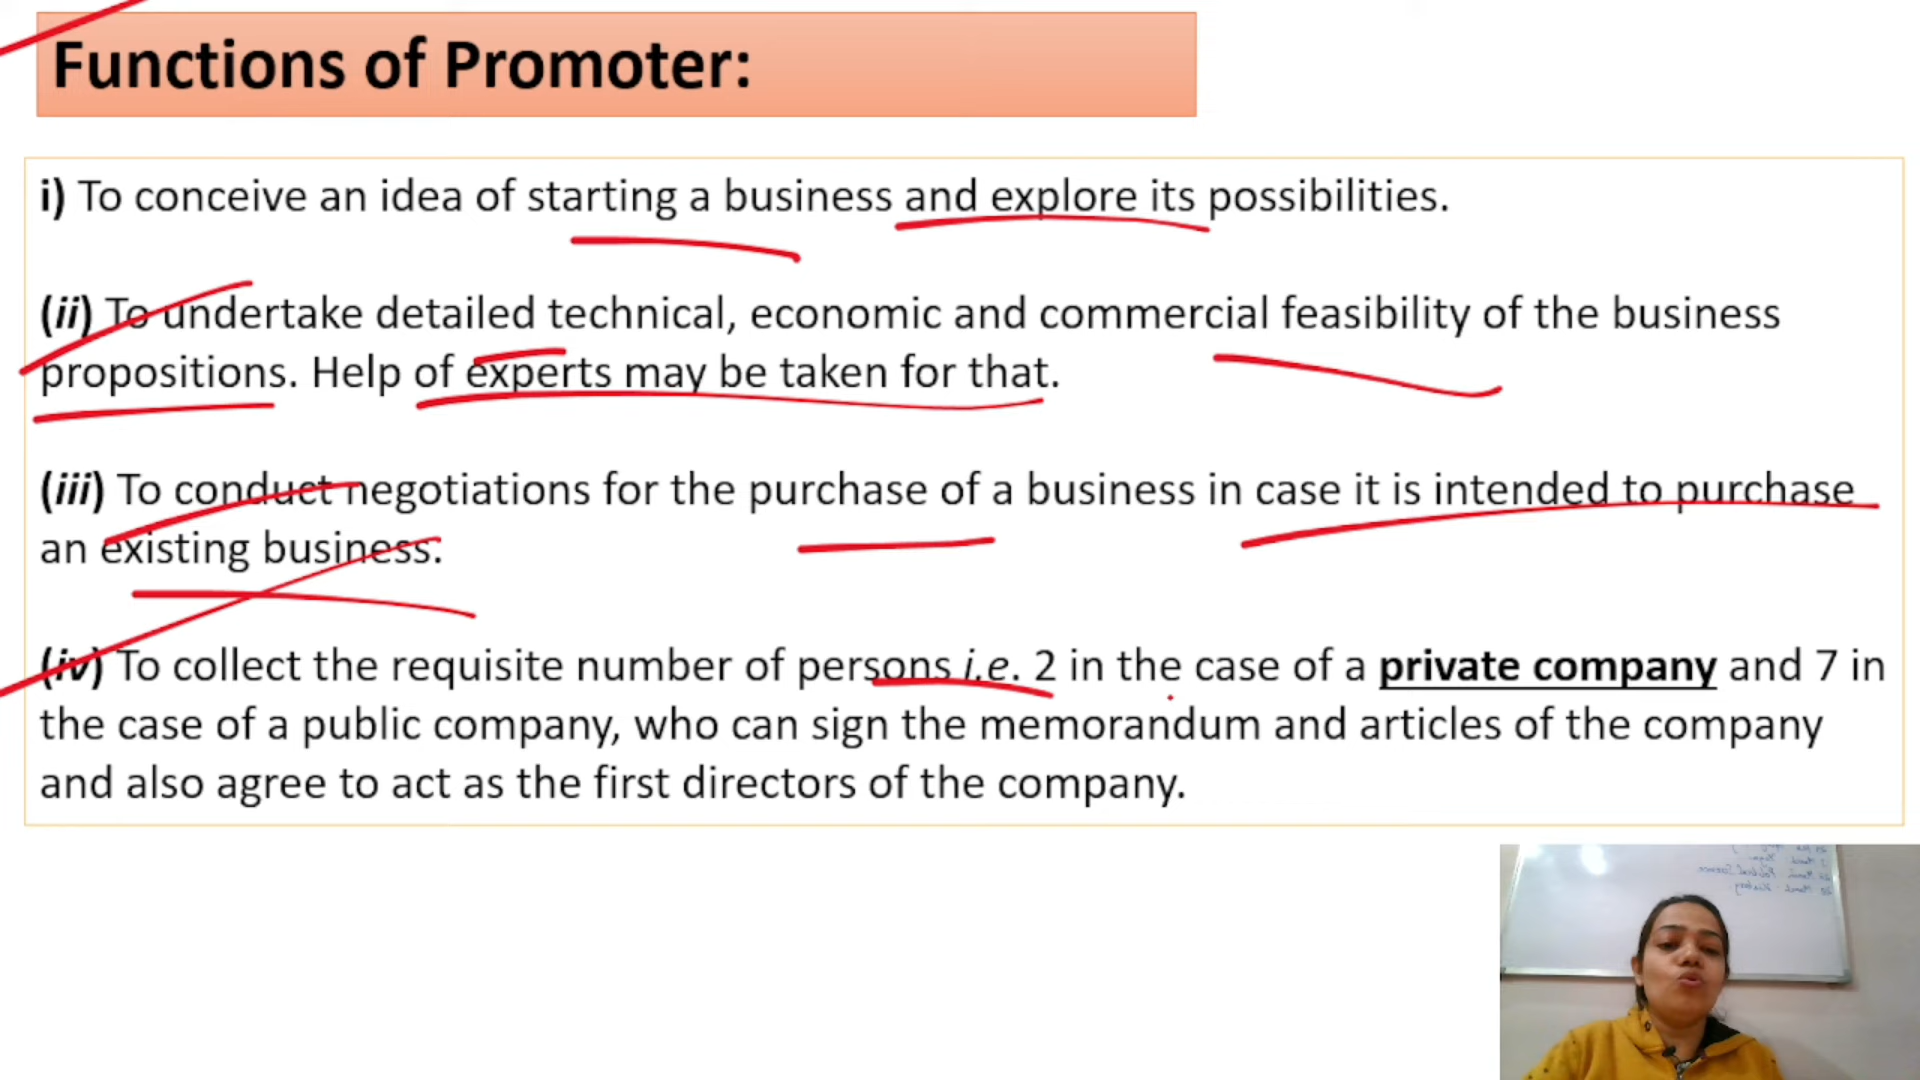 Functions of Promoter:
i) To conceive an idea of starting a business and explore its possibilities.
(ii) To undertake detailed technical, economic and commercial feasibility of the business
propositions. Help of experts may be taken for that.
(iii) To conduct negotiations for the purchase of a business in case it is intended to purchase
an existing business.
(iv) To collect the requisite number of persons i.e. 2 in the case of a private company and 7 in
the case of a public company, who can sign the memorandum and articles of the company
and also agree to act as the first directors of the company.
Political Science